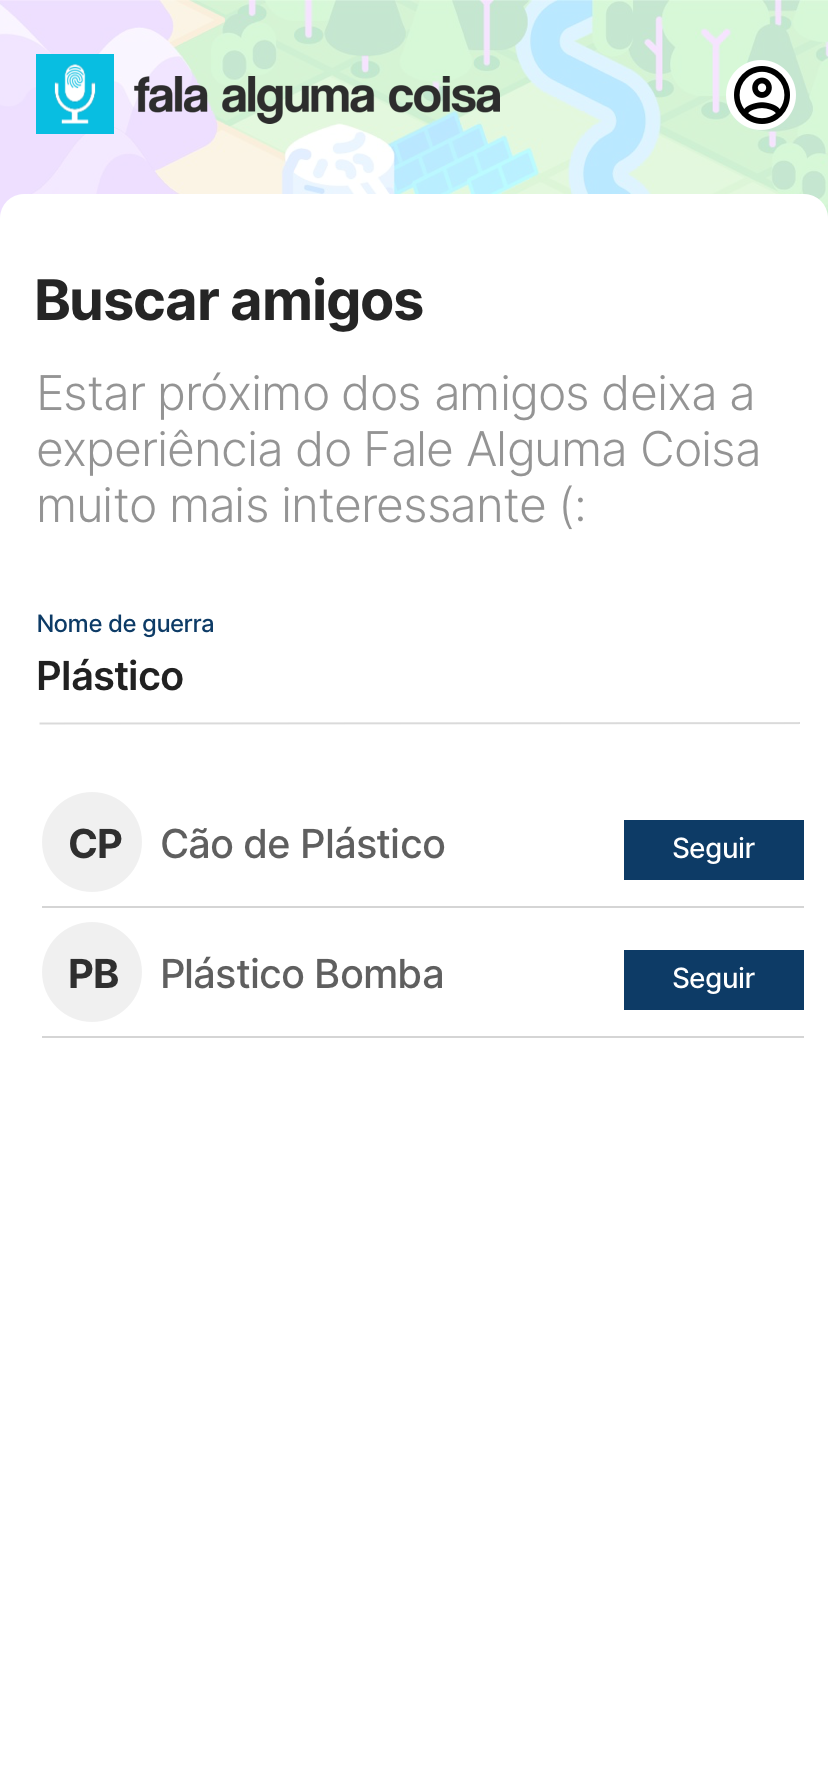 fala alguma coisa
Buscar amigos
Estar próximo dos amigos deixa a
experiência do Fale Alguma Coisa
muito mais interessante (:
Nome de guerra
Plástico
CP Cão de Plástico Seguir
PB Plástico Bomba Seguir